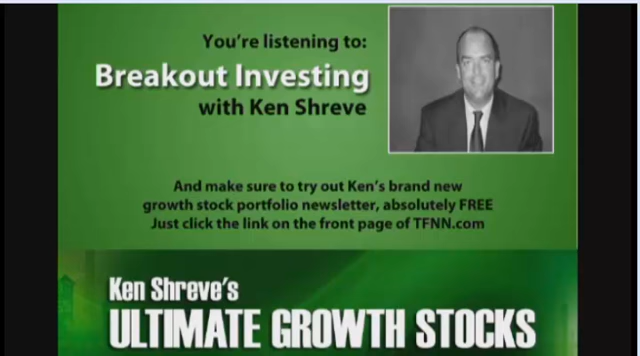 You're listening to:
Breakout Investing
with Ken Shreve
And make sure to try out Ken's brand new
growth stock portfolio newsletter, absolutely FREE
Just click the link on the front page of TFNN.com
Ken Shreve's
ULTIMATE GROWTH STOCKS